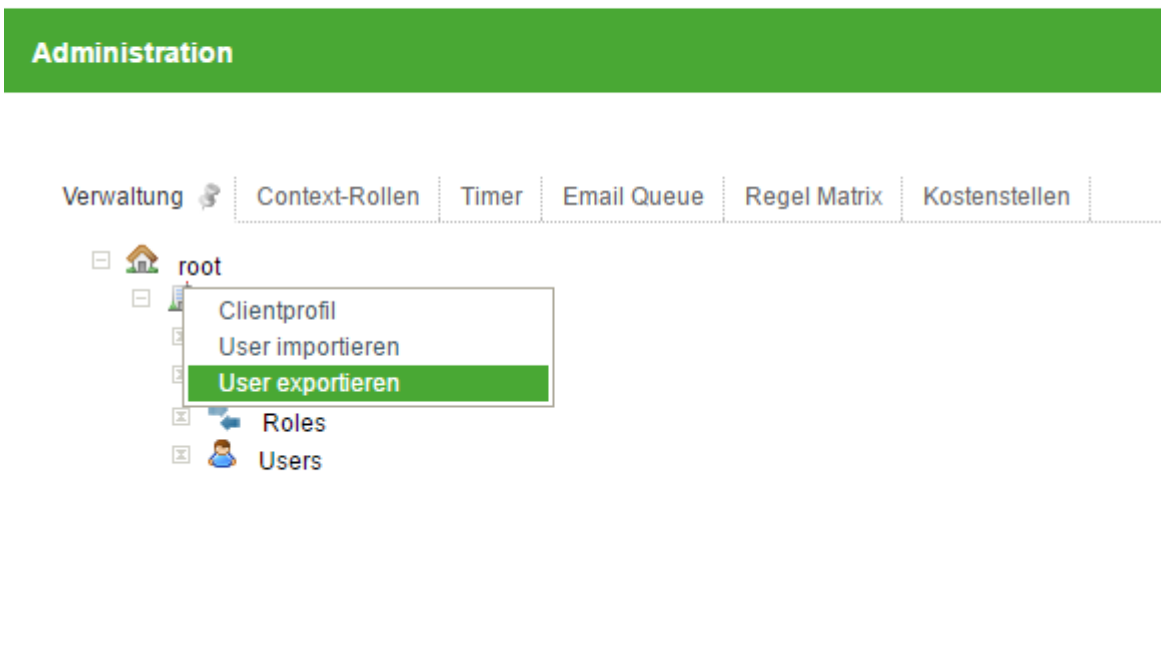 Administration
Verwaltung Context-Rollen Timer Email Queue Regel Matrix Kostenstellen
root
Clientprofil
User importieren
User exportieren
Roles
Users